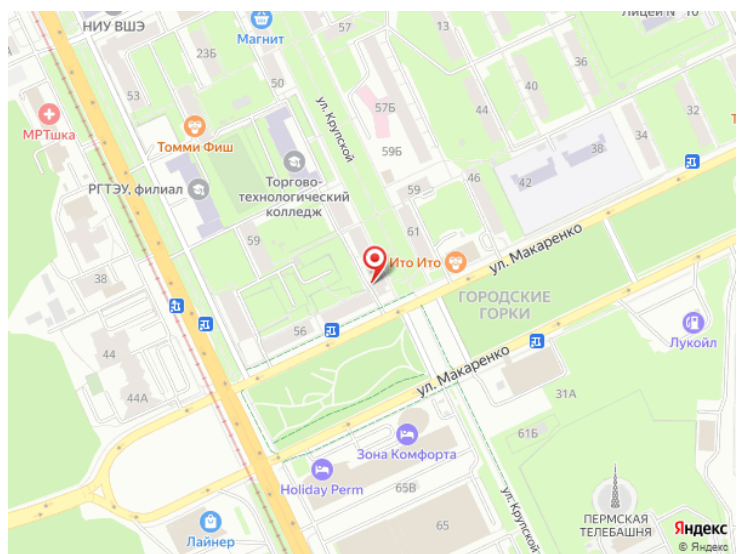 НИУ ВШЭ
23Б
Магнит
13
Лицей № 10
36
53
50
57Б
44
40
МРТшка
Томми Фиш
ул. Крупской
59Б
34
32
38
Торгово-
технологический
колледж
РГТЭУ, филиал
59
46
42
59
61
Ито Ито
ул. Макаренко
38
ГОРОДСКИЕ
ГОРКИ
56
Лукойл
44
ул. Макаренко
31А
44А
61Б
Зона Комфорта
Holiday Perm
65В
ул. Крупской
65
ПЕРМСКАЯ
ТЕЛЕБАШНЯ
Лайнер
Яндекс
© Яндекс